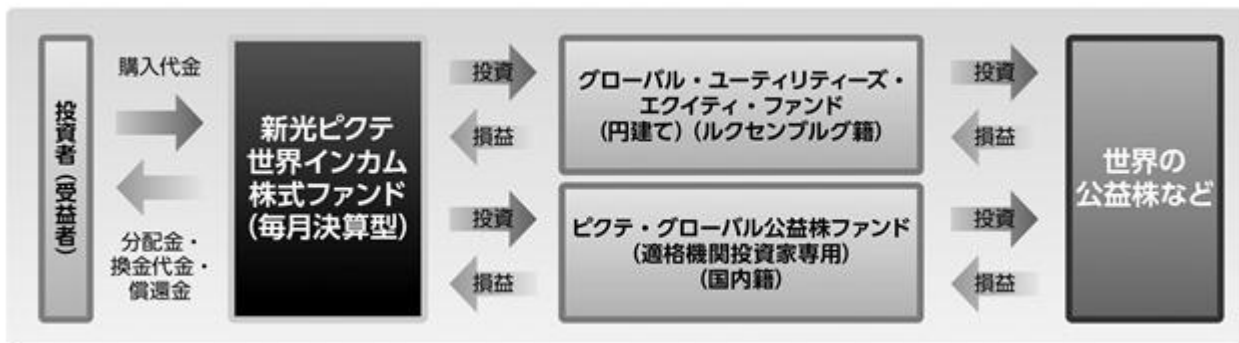 投資者（受益者）
購入代金
分配金・
換金代金・
償還金
新光ピクテ
世界インカム
株式ファンド
（毎月決算型）
投資
損益
投資
損益
グローバル・ユーティリティーズ・
エクイティ・ファンド
（円建て）（ルクセンブルグ籍）
ピクテ・グローバル公益株ファンド
（適格機関投資家専用）
（国内籍）
投資
損益
投資
損益
世界の
公益株など